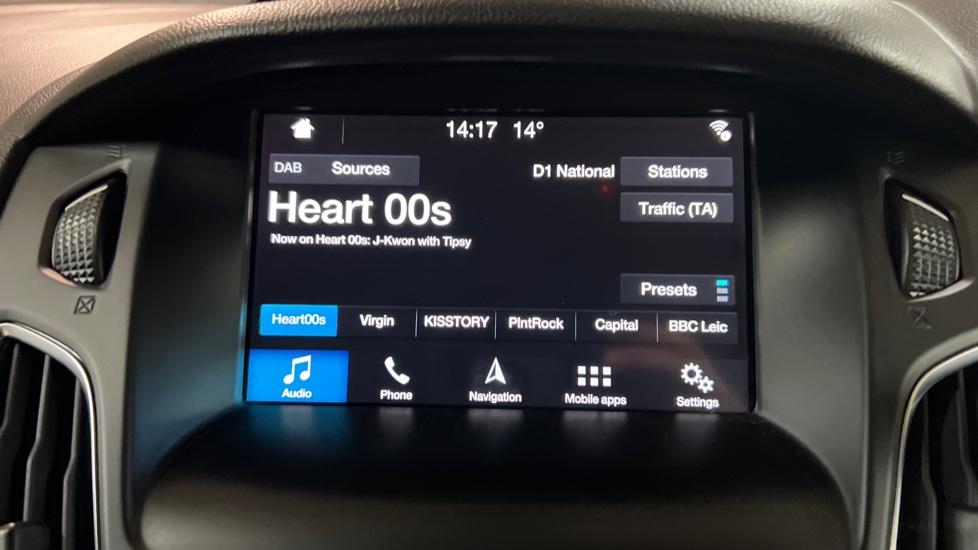 14:17 14°
DAB Sources D1 National Stations
Heart 00s Traffic (TA)
Now on Heart 00s: J-Kwon with Tipsy
Presets
Heart00s Virgin KISSTORY PlntRock Capital BBC Leic
Audio Phone Navigation Mobile apps Settings